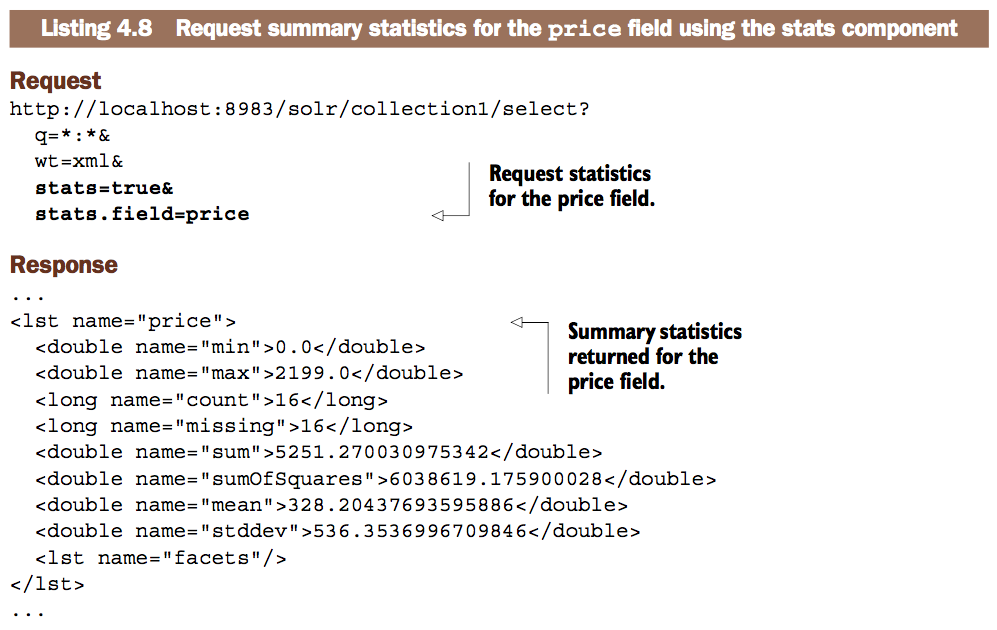 Listing 4.8 Request summary statistics for the price field using the stats component
Request
http://localhost:8983/solr/collection1/select?
q=*:*&
wt=xml&
stats=true&
stats.field=price
Request statistics
for the price field.
Response
...
<lst name="price">
<double name="min">0.0</double>
<double name="max">2199.0</double>
<long name="count">16</long>
<long name="missing">16</long>
<double name="sum">5251.270030975342</double>
<double name="sumOfSquares">6038619.175900028</double>
<double name="mean">328.20437693595886</double>
<double name="stddev">536.3536996709846</double>
<lst name="facets"/>
</lst>
...
Summary statistics
returned for the
price field.